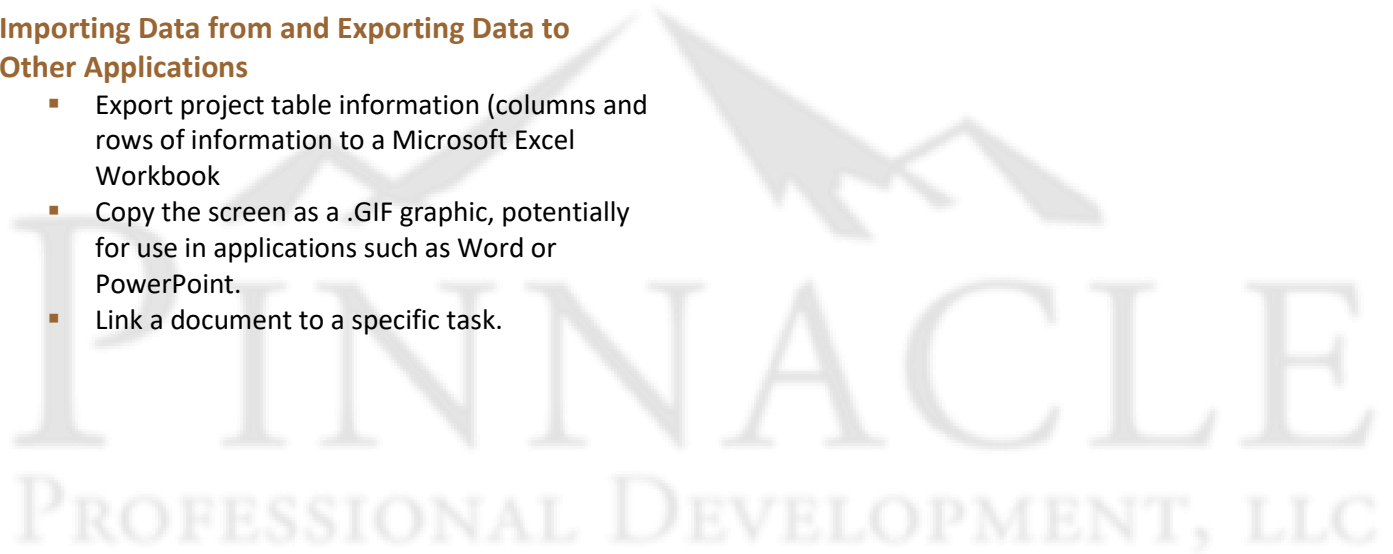 Importing Data from and Exporting Data to
Other Applications
▪ Export project table information (columns and
rows of information to a Microsoft Excel
Workbook
▪ Copy the screen as a .GIF graphic, potentially
for use in applications such as Word or
PowerPoint.
▪ Link a document to a specific task.
PINNACLE
PROFESSIONAL DEVELOPMENT, LLC